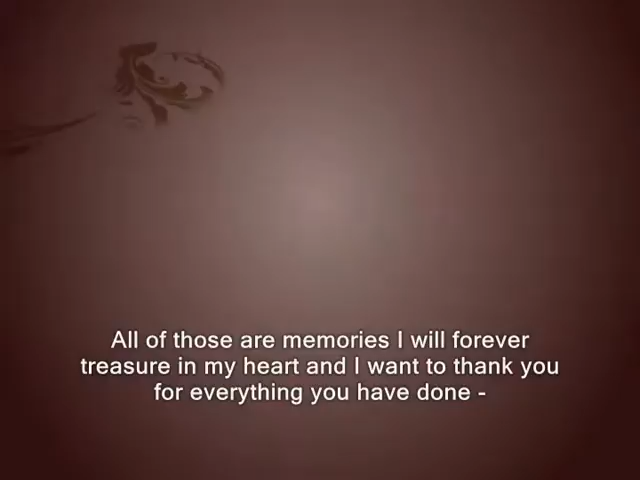 All of those are memories I will forever
treasure in my heart and I want to thank you
for everything you have done -